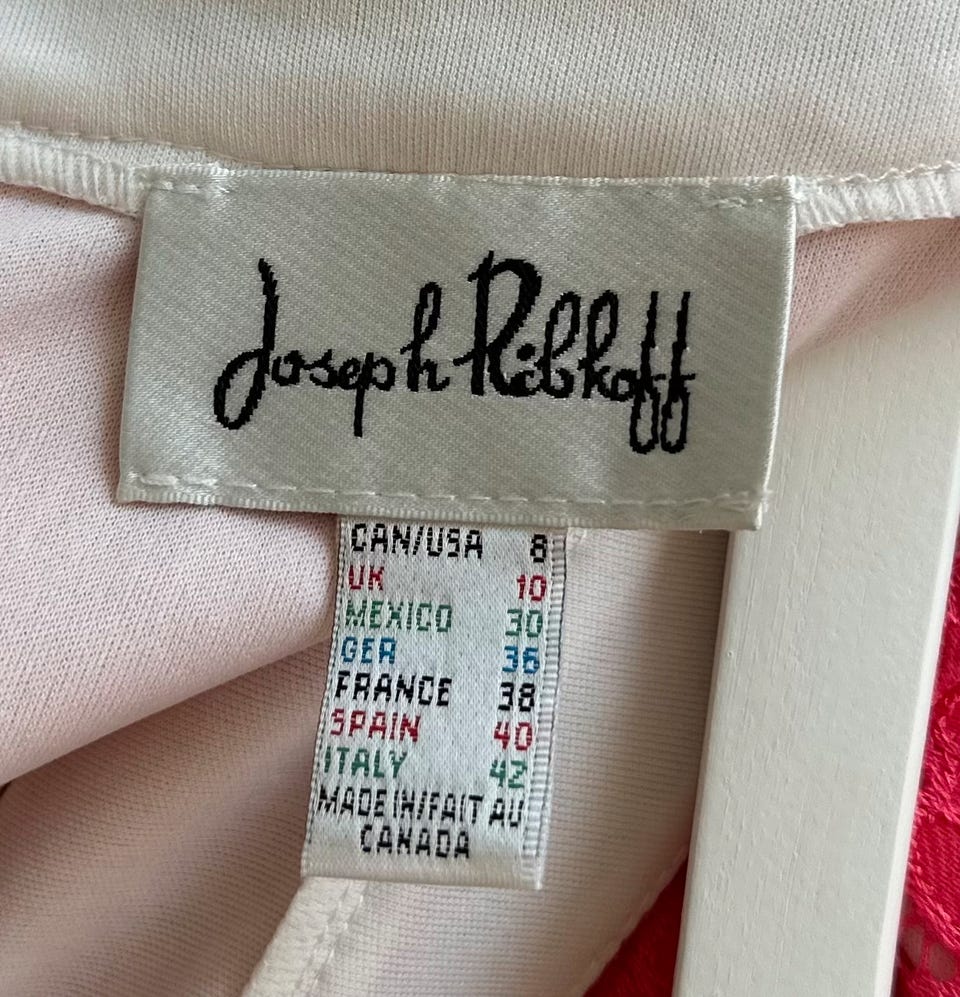 Joseph Ribkoff
CAN/USA 8
UK 10
MEXICO 30
GER 36
FRANCE 38
SPAIN 40
ITALY 42
MADE IN/FAIT AU
CANADA